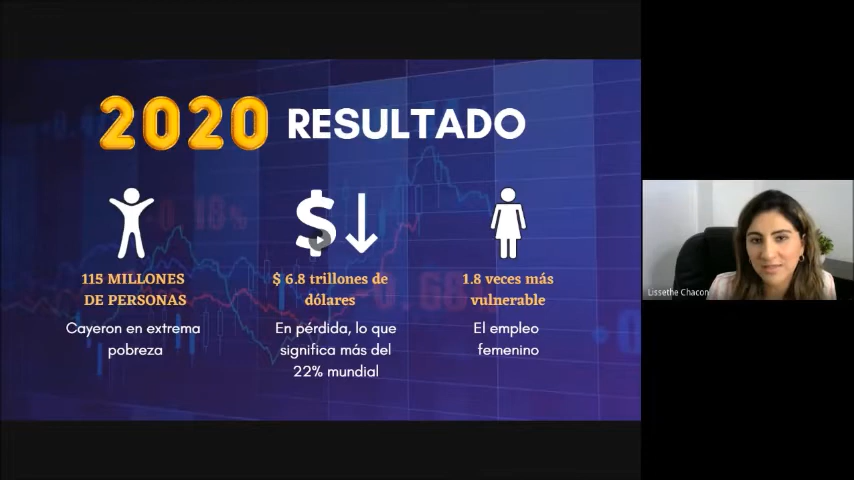 2020 RESULTADO
115 MILLONES
DE PERSONAS
Cayeron en extrema
pobreza
$
$ 6.8 trillones de
dólares
En pérdida, lo que
significa más del
22% mundial
1.8 veces más
vulnerable
El empleo
femenino
Lissethe Chacon